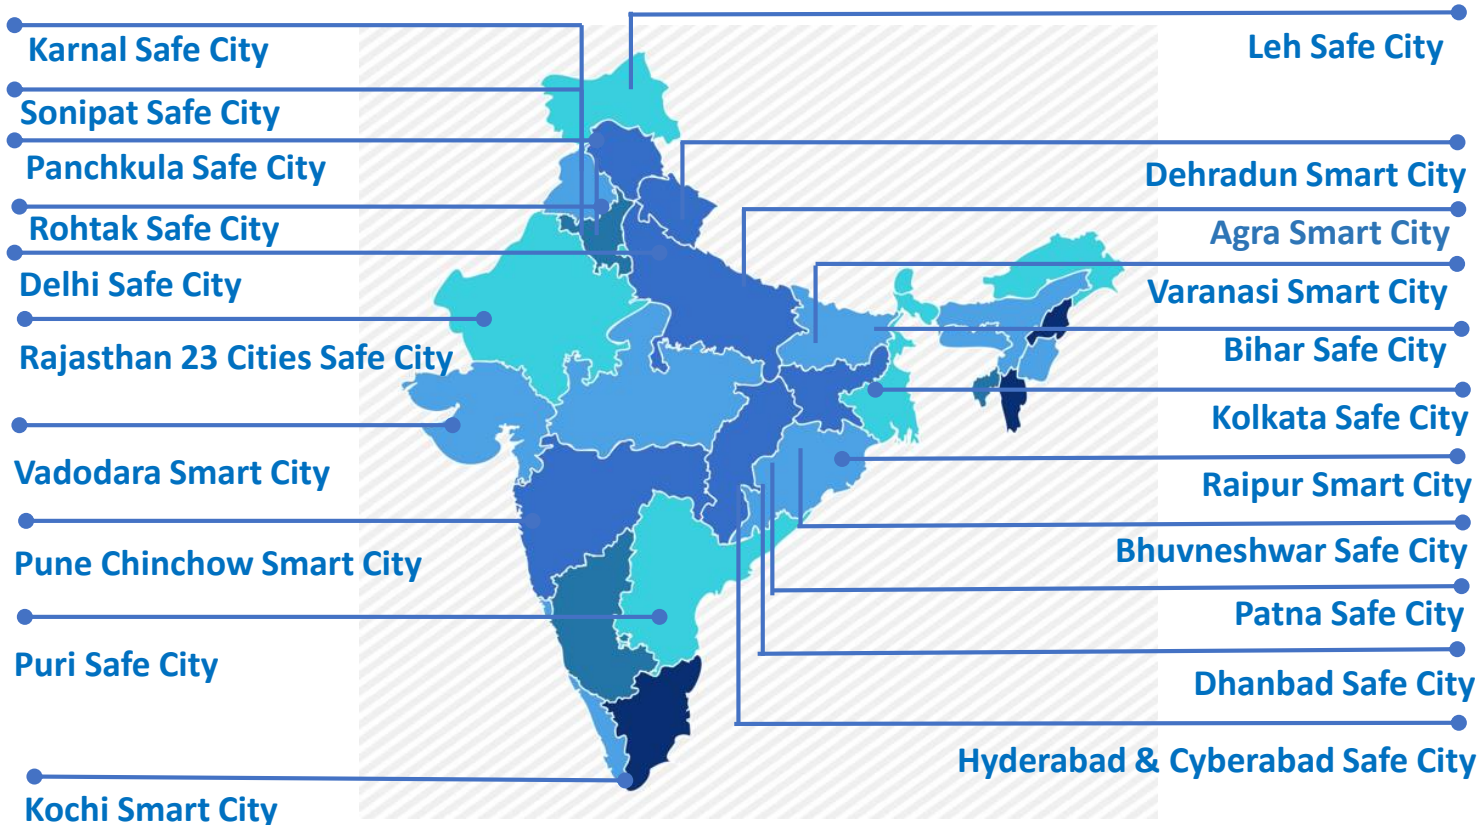 Karnal Safe City
Sonipat Safe City
Panchkula Safe City
Rohtak Safe City
Delhi Safe City
Rajasthan 23 Cities Safe City
Vadodara Smart City
Pune Chinchow Smart City
Puri Safe City
Kochi Smart City
Leh Safe City
Dehradun Smart City
Agra Smart City
Varanasi Smart City
Bihar Safe City
Kolkata Safe City
Raipur Smart City
Bhuvneshwar Safe City
Patna Safe City
Dhanbad Safe City
Hyderabad & Cyberabad Safe City